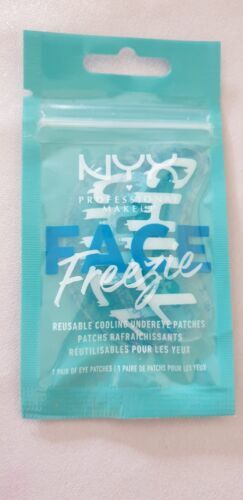 NYX
PROFESSIONAL
MAKEUP
FACE
Freezie
REUSABLE COOLING UNDEREYE PATCHES
PATCHS RAFRAÎCHISSANTS
RÉUTILISABLES POUR LES YEUX
1 PAIR OF EYE PATCHES | 1 PAIRE DE PATCHS POUR LES YEUX